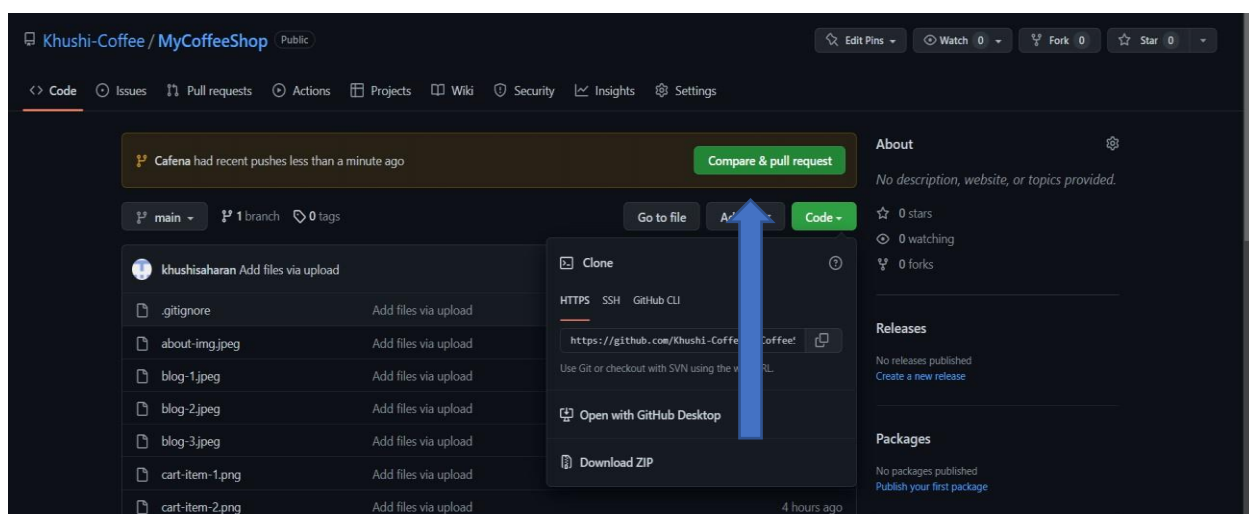 Khushi-Coffee / MyCoffeeShop Public
Edit Pins Watch 0 Fork 0 Star 0
Code Issues Pull requests Actions Projects Wiki Security Insights Settings
Cafena had recent pushes less than a minute ago
Compare & pull request
main 1 branch 0 tags
Go to file
Code
khushisaharan Add files via upload
.gitignore Add files via upload
about-img.jpeg Add files via upload
blog-1.jpeg Add files via upload
blog-2.jpeg Add files via upload
blog-3.jpeg Add files via upload
cart-item-1.png Add files via upload
cart-item-2.png Add files via upload 4 hours ago
Clone
HTTPS SSH GitHub CLI
https://github.com/Khushi-Coffe
Use Git or checkout with SVN using the
Open with GitHub Desktop
Download ZIP
About
No description, website, or topics provided.
0 stars
0 watching
0 forks
Releases
No releases published
Create a new release
Packages
No packages published
Publish your first package